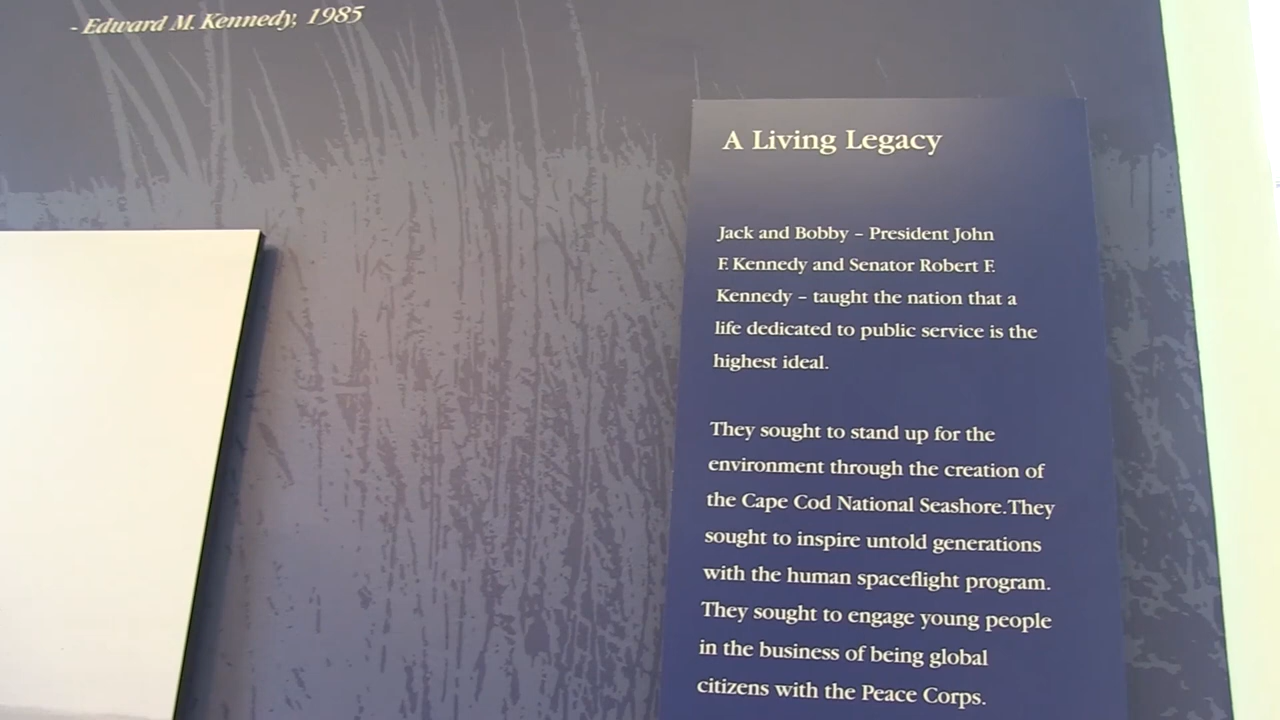 - Edward M. Kennedy, 1985
A Living Legacy
Jack and Bobby – President John
F. Kennedy and Senator Robert F.
Kennedy – taught the nation that a
life dedicated to public service is the
highest ideal.
They sought to stand up for the
environment through the creation of
the Cape Cod National Seashore.They
sought to inspire untold generations
with the human spaceflight program.
They sought to engage young people
in the business of being global
citizens with the Peace Corps.